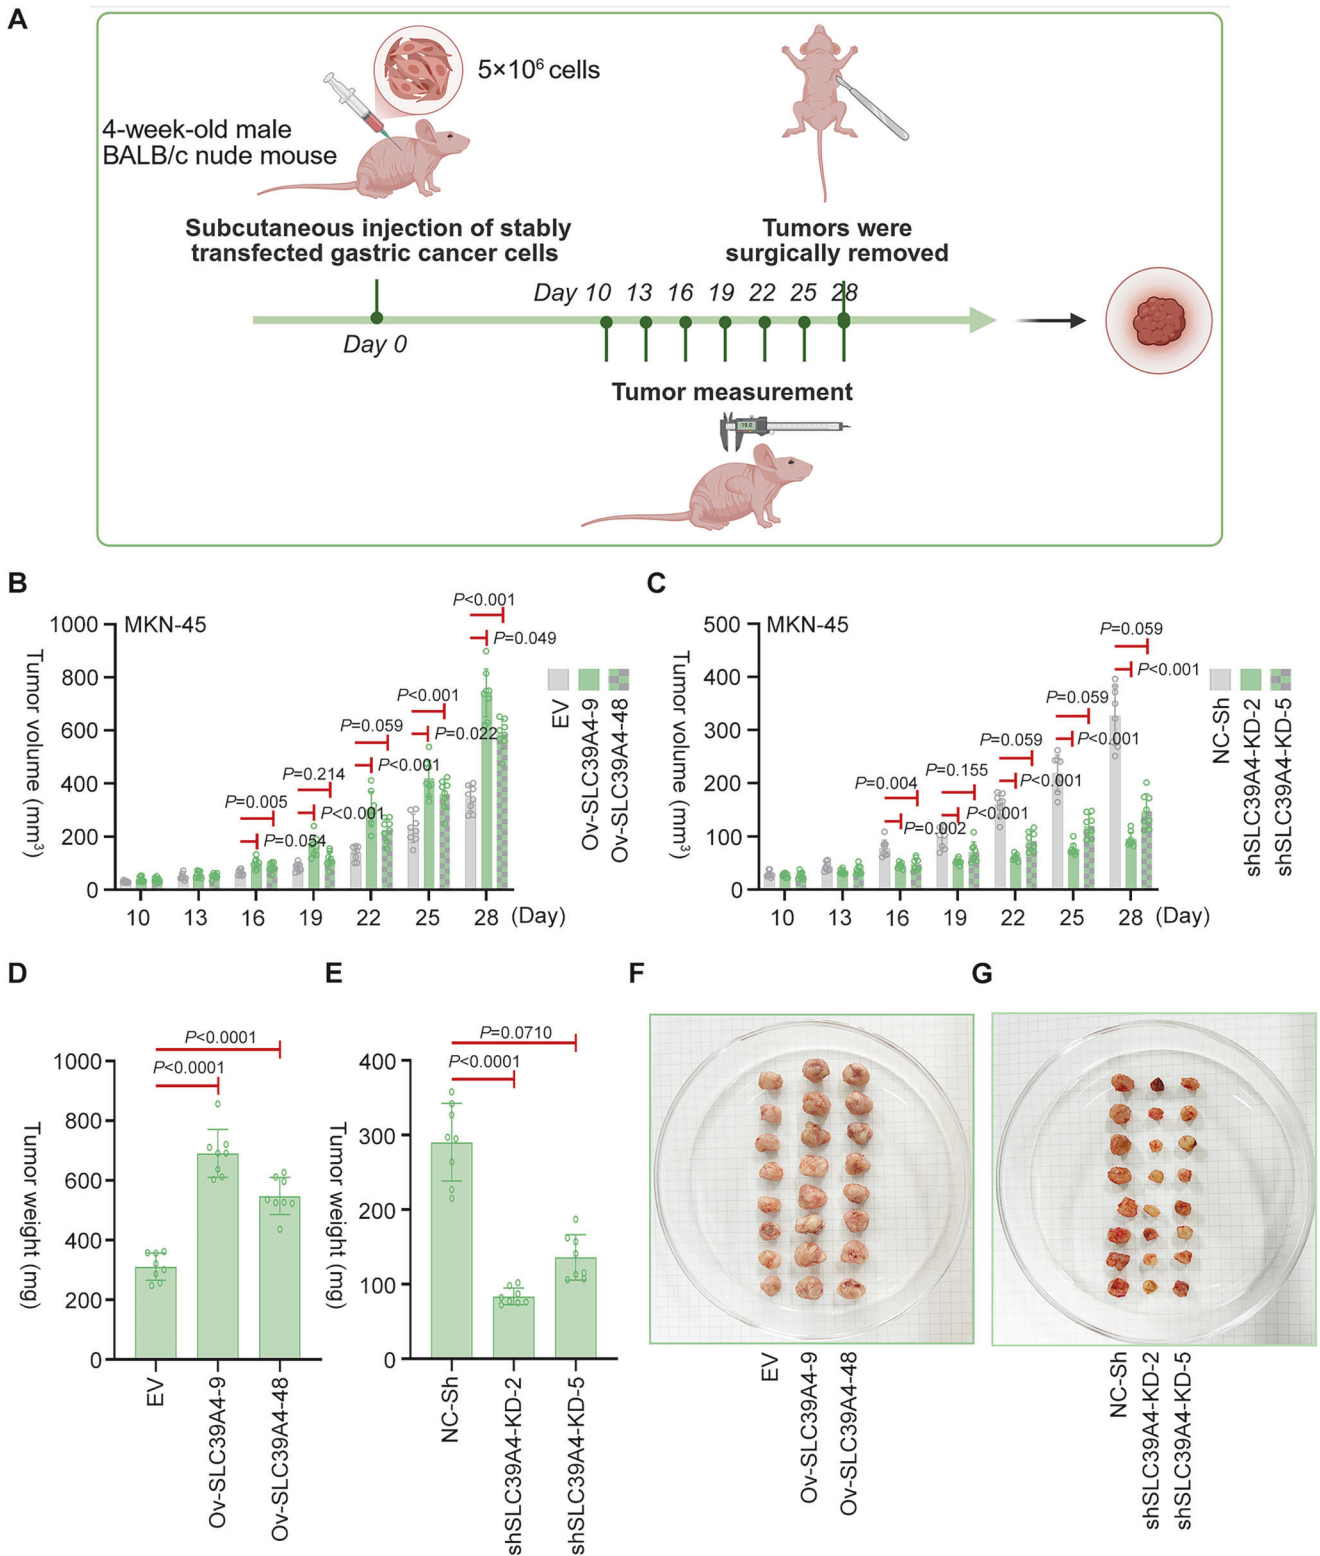 A
5×10⁶ cells
4-week-old male
BALB/c nude mouse
Subcutaneous injection of stably
transfected gastric cancer cells
Tumors were
surgically removed
Day 10 13 16 19 22 25 28
Day 0
Tumor measurement
19.0
B
MKN-45
Tumor volume (mm³)
1000
800
600
400
200
0
P=0.005
P=0.054
P=0.214
P<0.001
P=0.059
P<0.001
P<0.001
P=0.022
P<0.001
P=0.049
10 13 16 19 22 25 28 (Day)
EV
Ov-SLC39A4-9
Ov-SLC39A4-48
C
MKN-45
Tumor volume (mm³)
500
400
300
200
100
0
P=0.004
P=0.002
P=0.155
P<0.001
P=0.059
P<0.001
P=0.059
P<0.001
P=0.059
P<0.001
10 13 16 19 22 25 28 (Day)
NC-Sh
shSLC39A4-KD-2
shSLC39A4-KD-5
D
Tumor weight (mg)
1000
800
600
400
200
0
P<0.0001
P<0.0001
EV
Ov-SLC39A4-9
Ov-SLC39A4-48
E
Tumor weight (mg)
400
300
200
100
0
P=0.0710
P<0.0001
NC-Sh
shSLC39A4-KD-2
shSLC39A4-KD-5
F
EV
Ov-SLC39A4-9
Ov-SLC39A4-48
G
NC-Sh
shSLC39A4-KD-2
shSLC39A4-KD-5